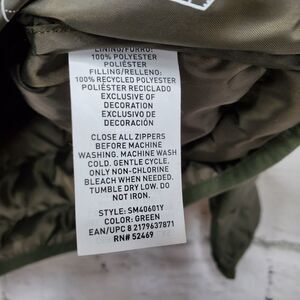 LINING/FORRO:
100% POLYESTER
POLIÉSTER
FILLING/RELLENO:
100% RECYCLED POLYESTER
POLIÉSTER RECICLADO
EXCLUSIVE OF
DECORATION
EXCLUSIVO DE
DECORACIÓN
CLOSE ALL ZIPPERS
BEFORE MACHINE
WASHING. MACHINE WASH
COLD. GENTLE CYCLE.
ONLY NON-CHLORINE
BLEACH WHEN NEEDED.
TUMBLE DRY LOW. DO
NOT IRON.
STYLE: SM40601Y
COLOR: GREEN
EAN/UPC 8 2179637871
RN# 52469